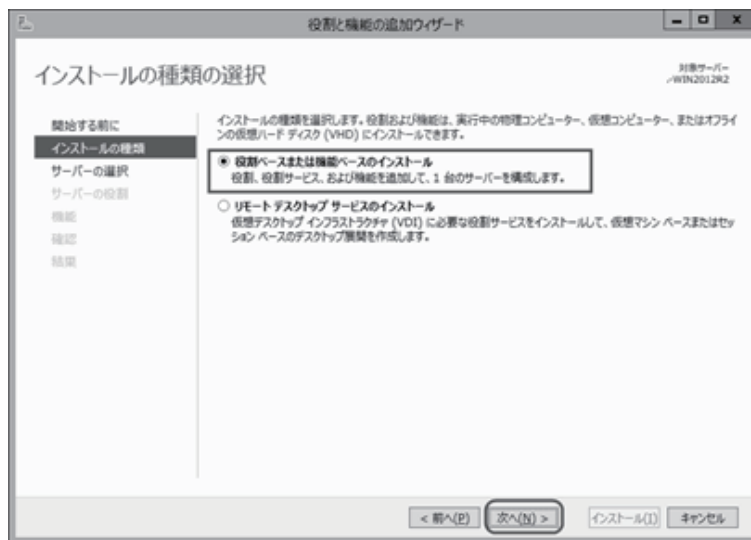 役割と機能の追加ウィザード
インストールの種類の選択
対象サーバー
WIN2012R2
開始する前に
インストールの種類
サーバーの選択
サーバーの役割
機能
確認
結果
インストールの種類を選択します。役割および機能は、実行中の物理コンピューター、仮想コンピューター、またはオフライ
ンの仮想ハード ディスク (VHD) にインストールできます。
役割ベースまたは機能ベースのインストール
役割、役割サービス、および機能を追加して、1 台のサーバーを構成します。
リモート デスクトップ サービスのインストール
仮想デスクトップ インフラストラクチャ (VDI) に必要な役割サービスをインストールして、仮想マシン ベースまたはセッ
ション ベースのデスクトップ展開を作成します。
< 前へ(P)
次へ(N) >
インストール(I)
キャンセル